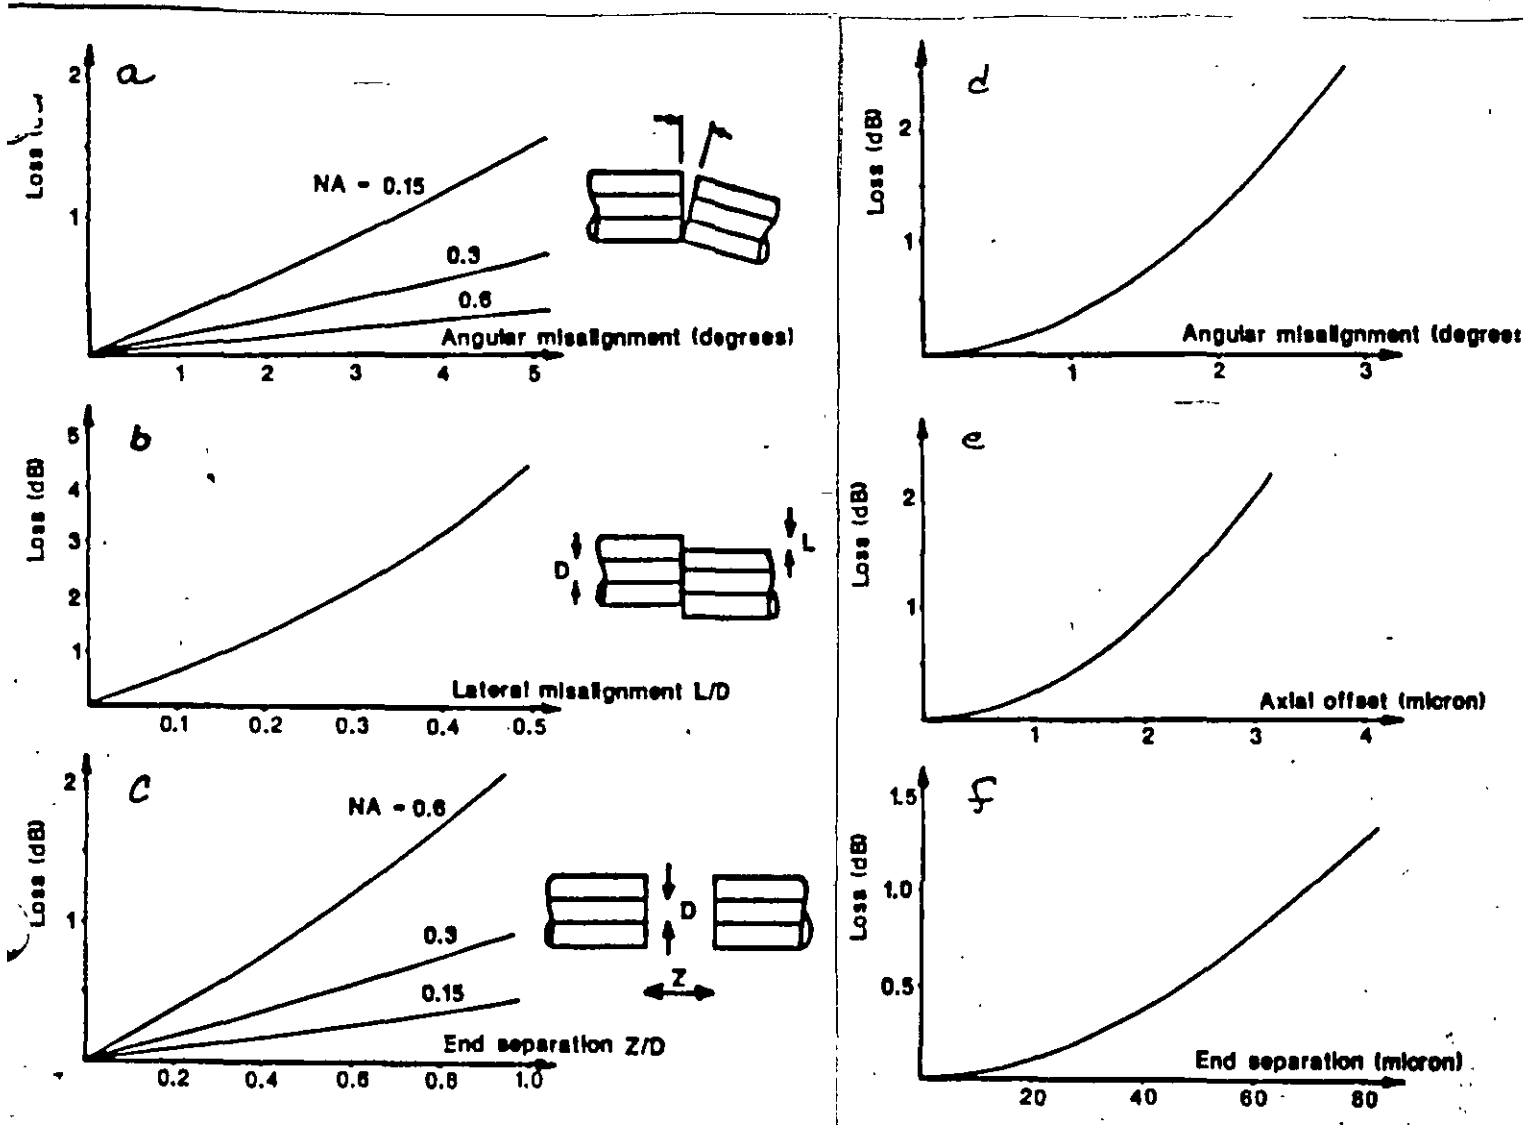 a
2
Loss
NA = 0.15
1
0.3
0.6
Angular misalignment (degrees)
1 2 3 4 5
b
5
4
3
2
1
Loss (dB)
D
L
Lateral misalignment L/D
0.1 0.2 0.3 0.4 0.5
c
2
Loss (dB)
NA = 0.6
1
0.3
0.15
D
Z
End separation Z/D
0.2 0.4 0.6 0.8 1.0
d
2
Loss (dB)
1
Angular misalignment (degrees
1 2 3
e
2
Loss (dB)
1
Axial offset (micron)
1 2 3 4
f
1.5
Loss (dB)
1.0
0.5
End separation (micron)
20 40 60 80